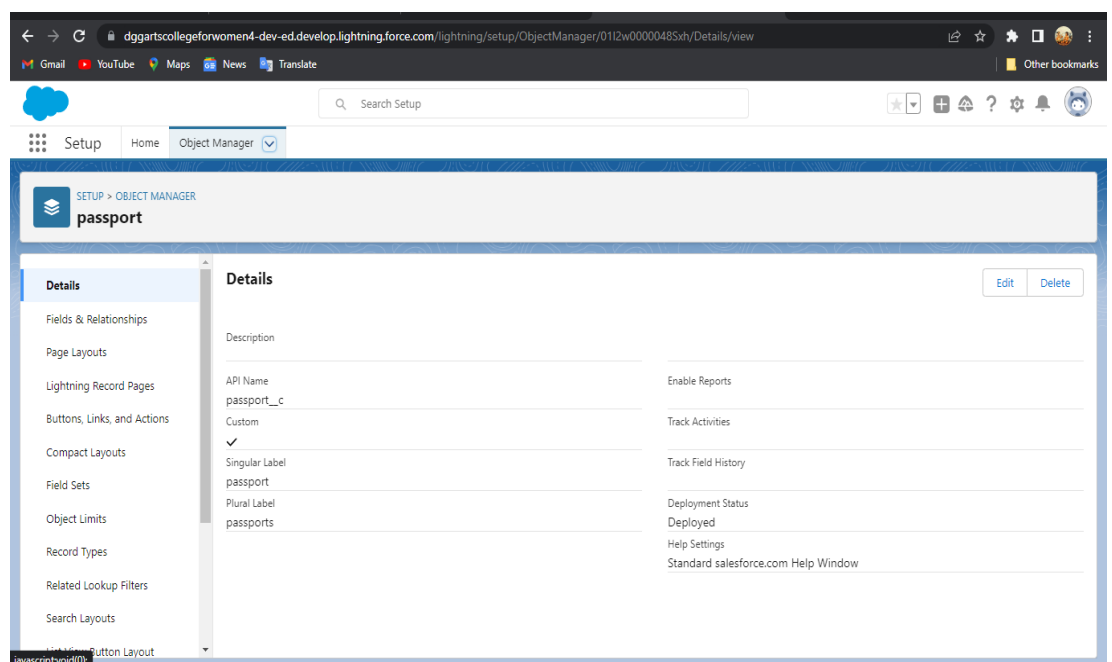 dggartscollegeforwomen4-dev-ed.develop.lightning.force.com/lightning/setup/ObjectManager/01I2w0000048Sxh/Details/view
Gmail YouTube Maps News Translate Other bookmarks
Search Setup
Setup Home Object Manager
SETUP > OBJECT MANAGER
passport
Details
Fields & Relationships
Page Layouts
Lightning Record Pages
Buttons, Links, and Actions
Compact Layouts
Field Sets
Object Limits
Record Types
Related Lookup Filters
Search Layouts
List View Button Layout
javascript:void(0);
Details
Edit Delete
Description
API Name
passport__c
Custom
Singular Label
passport
Plural Label
passports
Enable Reports
Track Activities
Track Field History
Deployment Status
Deployed
Help Settings
Standard salesforce.com Help Window